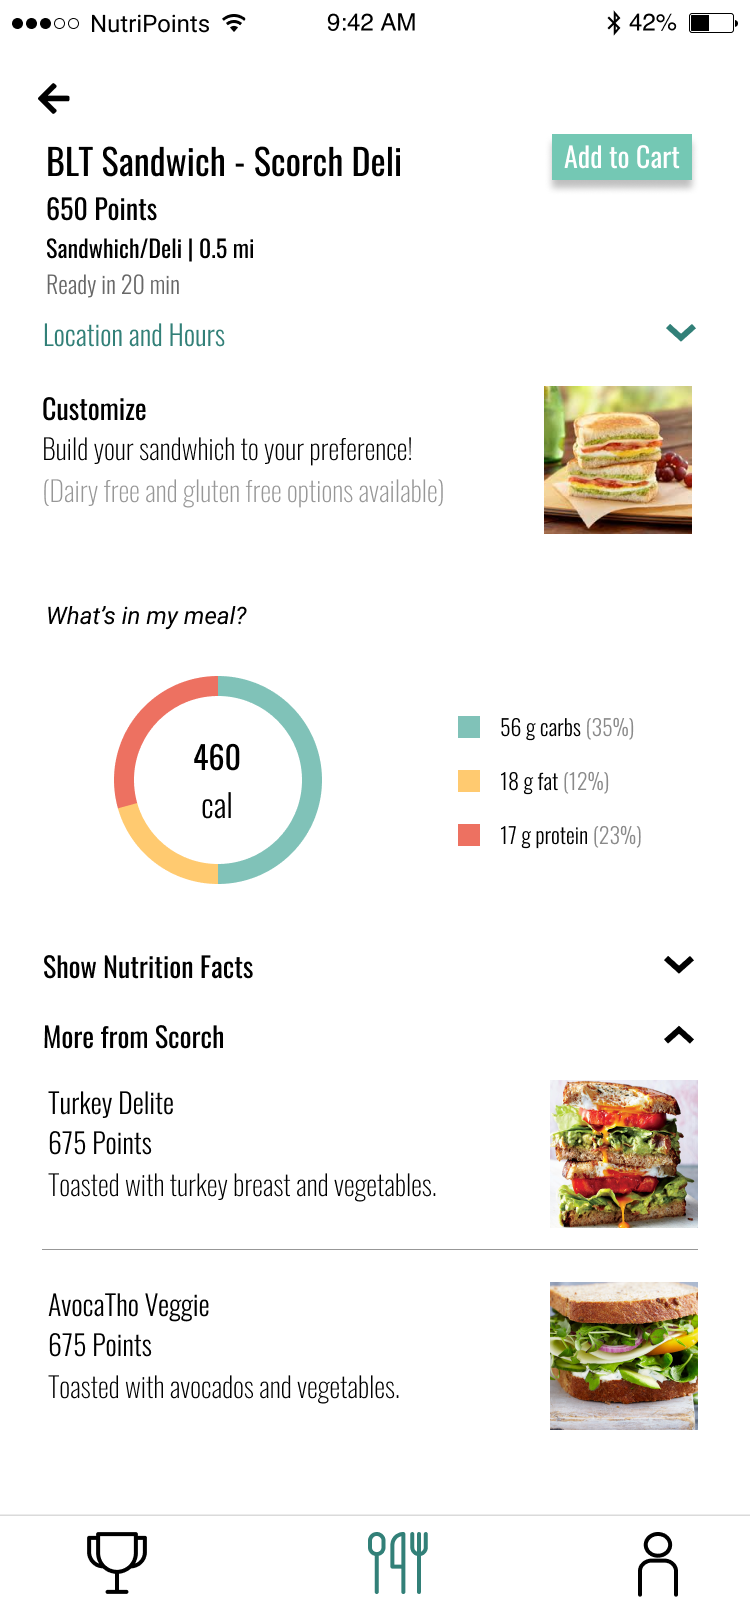 NutriPoints 9:42 AM 42%
BLT Sandwich - Scorch Deli
Add to Cart
650 Points
Sandwhich/Deli | 0.5 mi
Ready in 20 min
Location and Hours
Customize
Build your sandwhich to your preference!
(Dairy free and gluten free options available)
What's in my meal?
460
cal
56 g carbs (35%)
18 g fat (12%)
17 g protein (23%)
Show Nutrition Facts
More from Scorch
Turkey Delite
675 Points
Toasted with turkey breast and vegetables.
AvocaTho Veggie
675 Points
Toasted with avocados and vegetables.